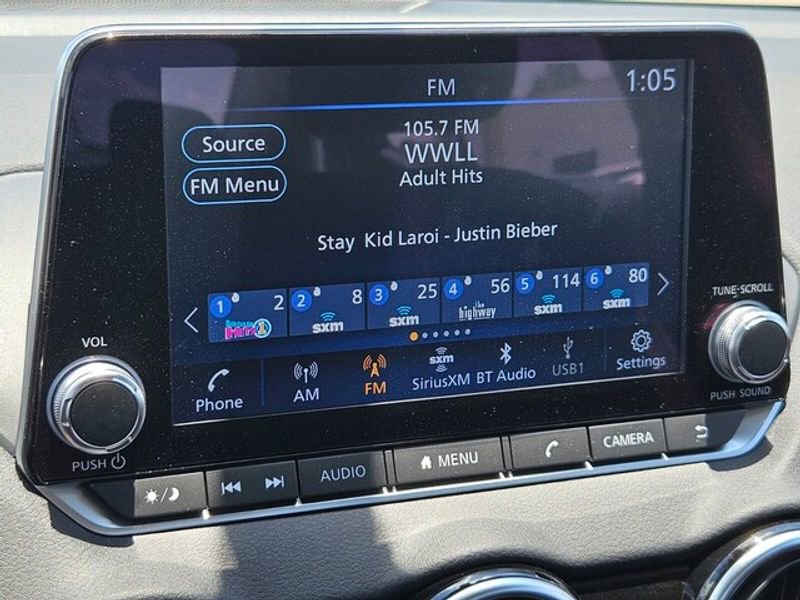 FM
1:05
Source
105.7 FM
WWLL
FM Menu
Adult Hits
Stay Kid Laroi - Justin Bieber
1 2
2 8 sxm
3 25 sxm
4 56 the highway
5 114 sxm
6 80 sxm
Phone
AM
FM
sxm
SiriusXM
BT Audio
USB1
Settings
VOL
PUSH
TUNE·SCROLL
PUSH SOUND
AUDIO
MENU
CAMERA